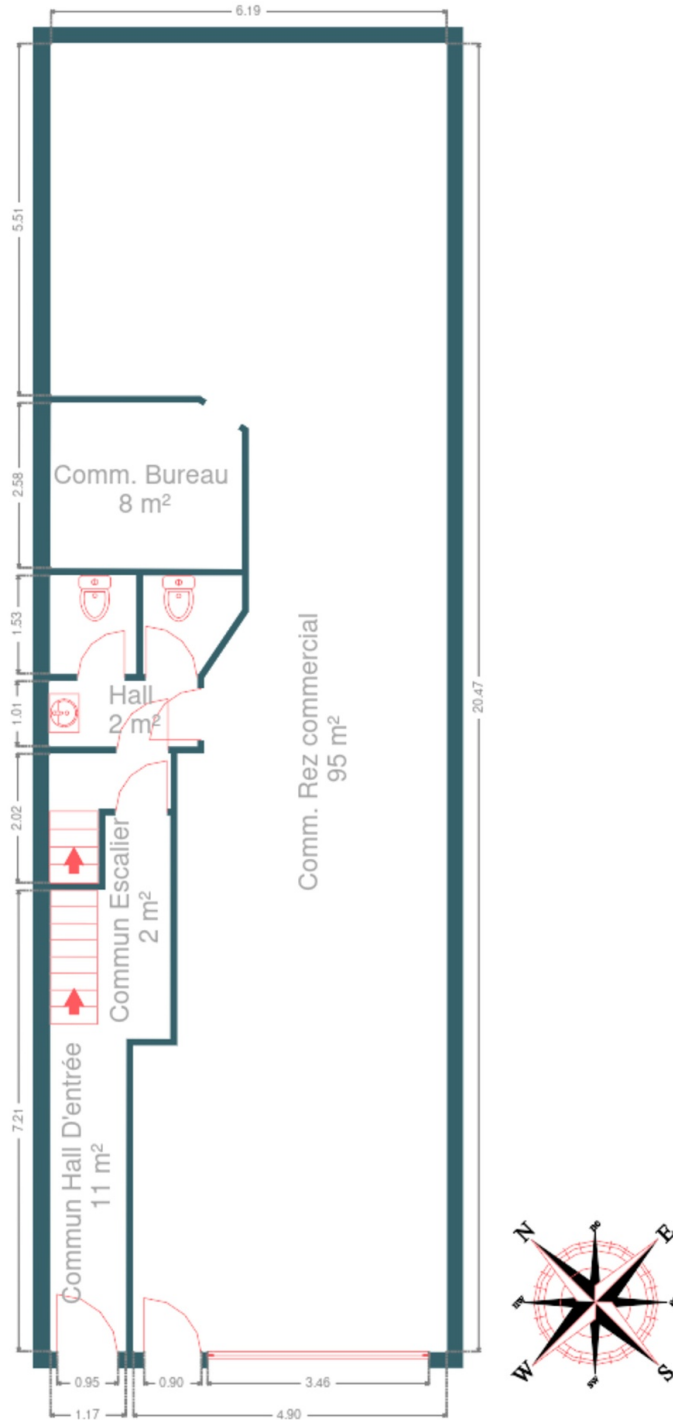 6.19
5.51
Comm. Bureau
8 m²
2.58
1.53
Hall
2 m²
1.01
Comm. Rez commercial
95 m²
20.47
2.02
Commun Escalier
2 m²
7.21
Commun Hall D'entrée
11 m²
N
E
W
S
SW
0.95
0.90
3.46
1.17
4.90